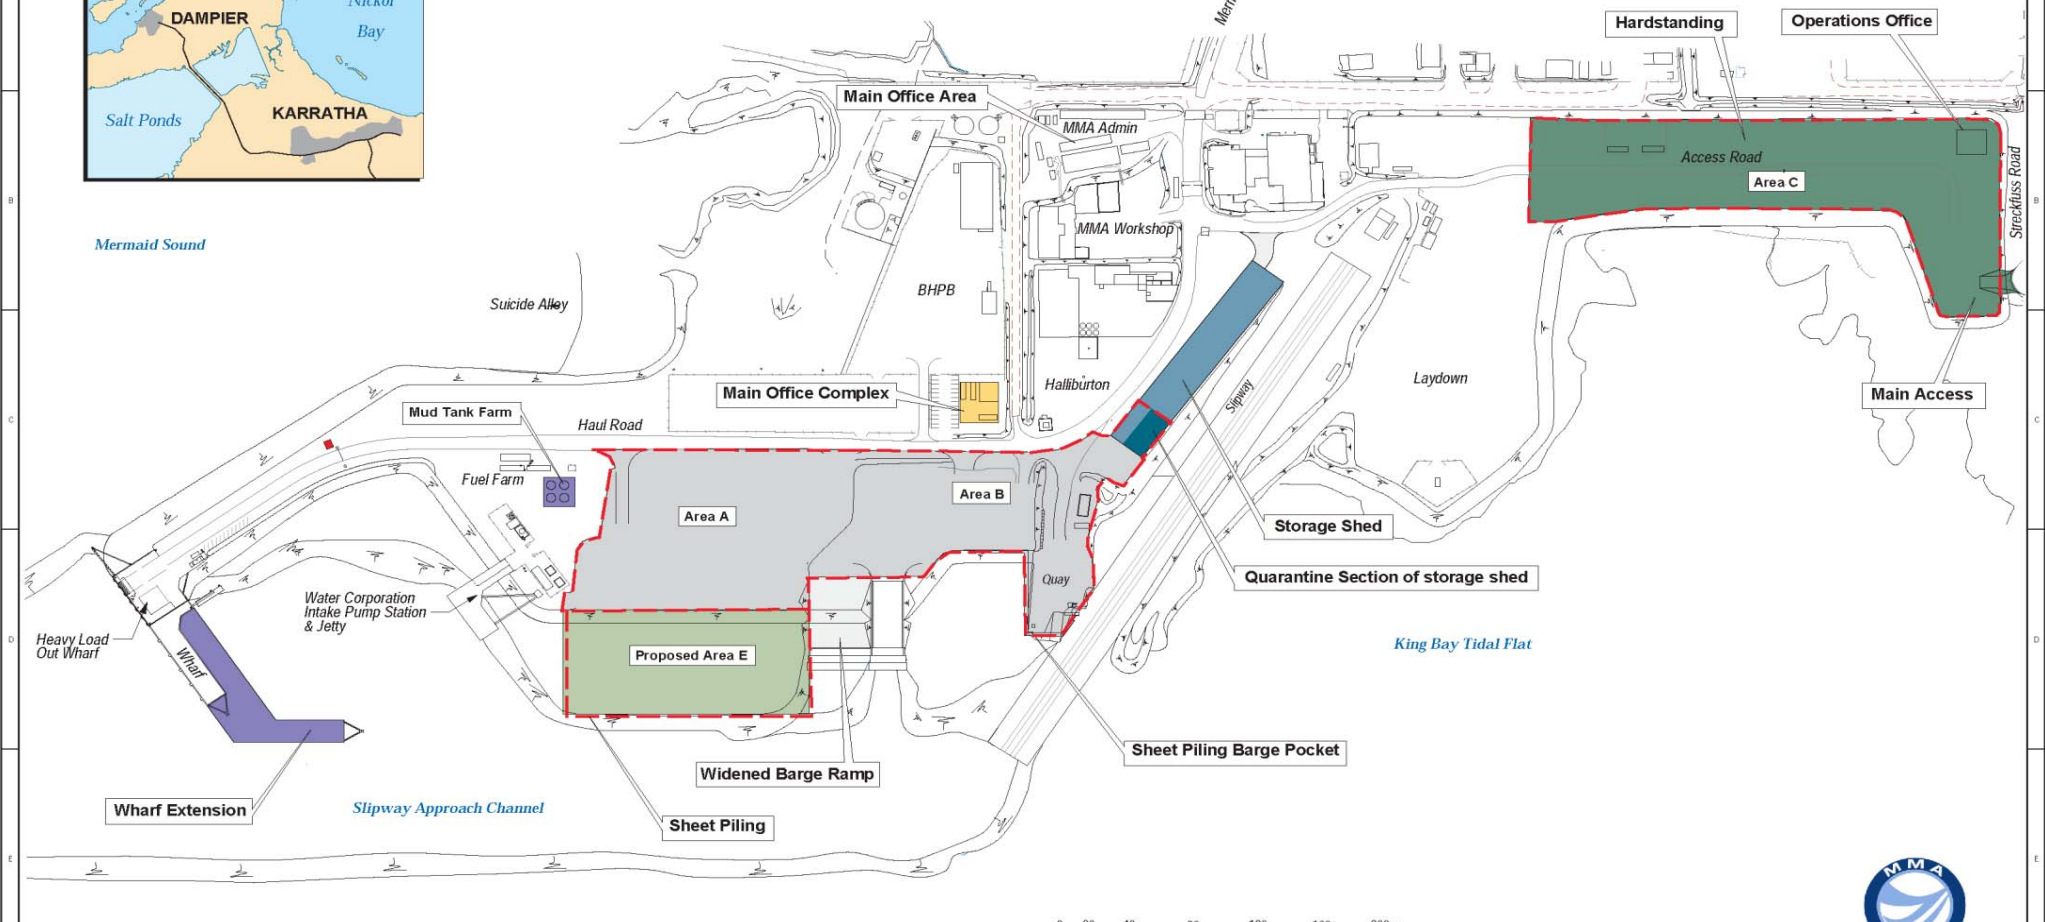 Nickol
Bay
DAMPIER
KARRATHA
Salt Ponds
Hardstanding
Operations Office
Main Office Area
MMA Admin
Access Road
Area C
Streckfuss Road
B
B
Mermaid Sound
MMA Workshop
BHPB
Suicide Alley
Halliburton
Laydown
Main Access
Main Office Complex
Mud Tank Farm
Haul Road
Slipway
C
C
Fuel Farm
Area A
Area B
Storage Shed
Quarantine Section of storage shed
Quay
Water Corporation
Intake Pump Station
& Jetty
Heavy Load
Out Wharf
Wharf
Proposed Area E
King Bay Tidal Flat
D
D
Sheet Piling Barge Pocket
Widened Barge Ramp
Wharf Extension
Slipway Approach Channel
Sheet Piling
E
E
MMA